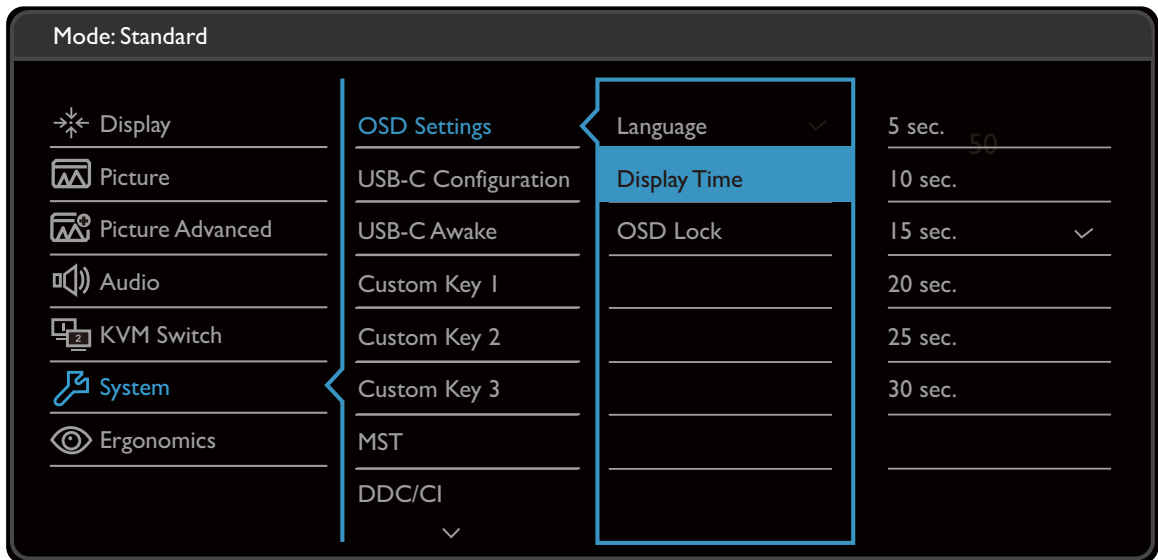 Mode: Standard
Display
Picture
Picture Advanced
Audio
KVM Switch
System
Ergonomics
OSD Settings
USB-C Configuration
USB-C Awake
Custom Key 1
Custom Key 2
Custom Key 3
MST
DDC/CI
Language
Display Time
OSD Lock
5 sec.
50
10 sec.
15 sec.
20 sec.
25 sec.
30 sec.